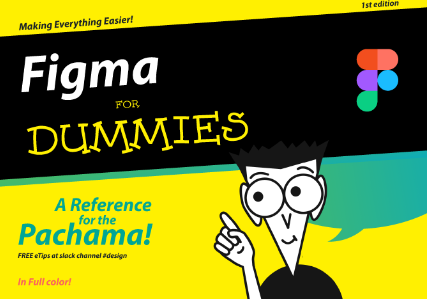 1st edition
Making Everything Easier!
Figma
FOR
DUMMIES
A Reference
for the
Pachama!
FREE eTips at slack channel #design
In Full color!